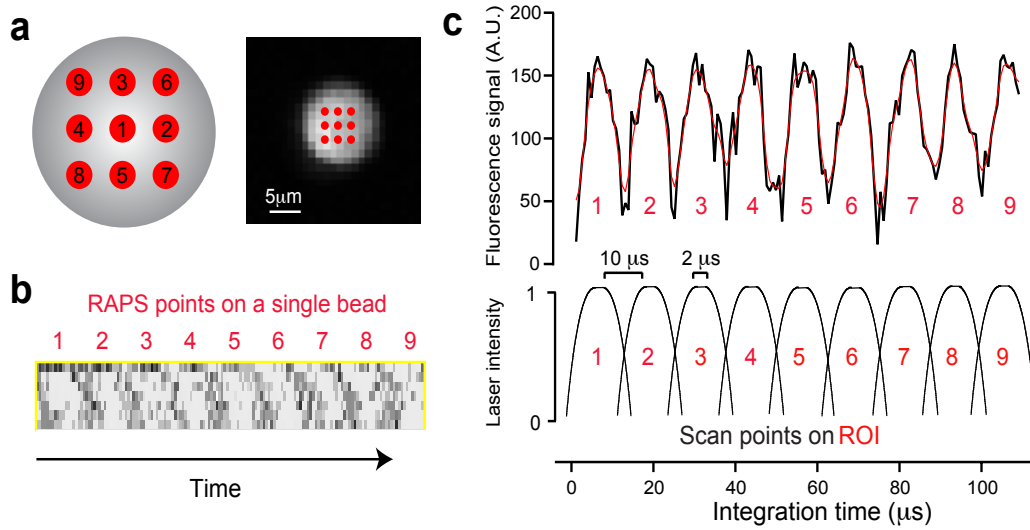 a
9 3 6
4 1 2
8 5 7
5μm
b
RAPS points on a single bead
1 2 3 4 5 6 7 8 9
Time
c
Fluorescence signal (A.U.)
200
150
100
50
0
1 2 3 4 5 6 7 8 9
10 μs
2 μs
Laser intensity
1
0
1 2 3 4 5 6 7 8 9
Scan points on ROI
0 20 40 60 80 100
Integration time (μs)